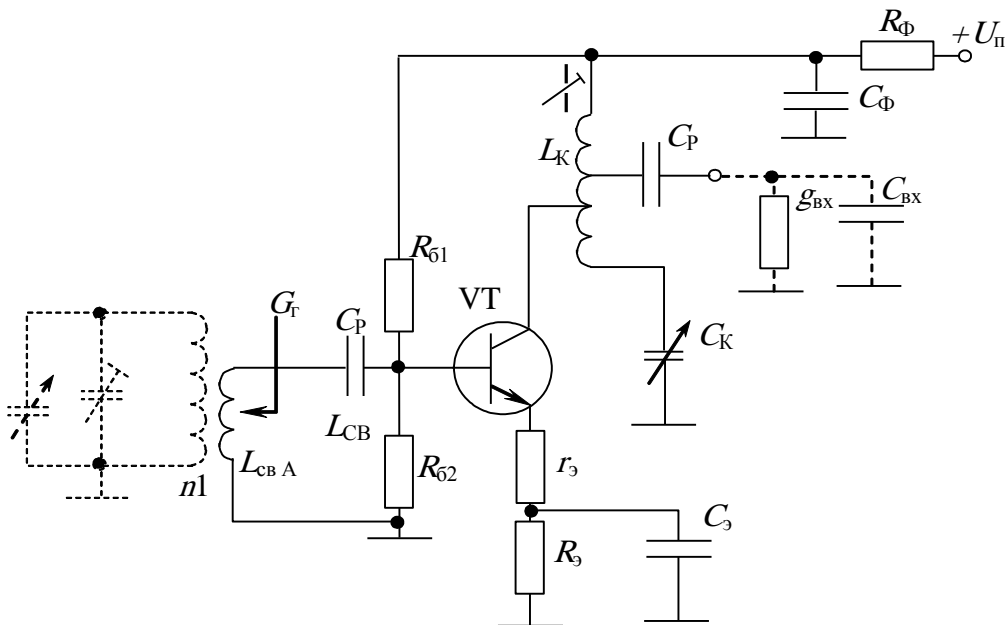 R_Ф
+U_п
C_Ф
C_Р
L_К
g_вх
C_вх
R_б1
VT
G_г
C_Р
C_К
L_СВ
r_э
L_св А
R_б2
n1
C_э
R_э